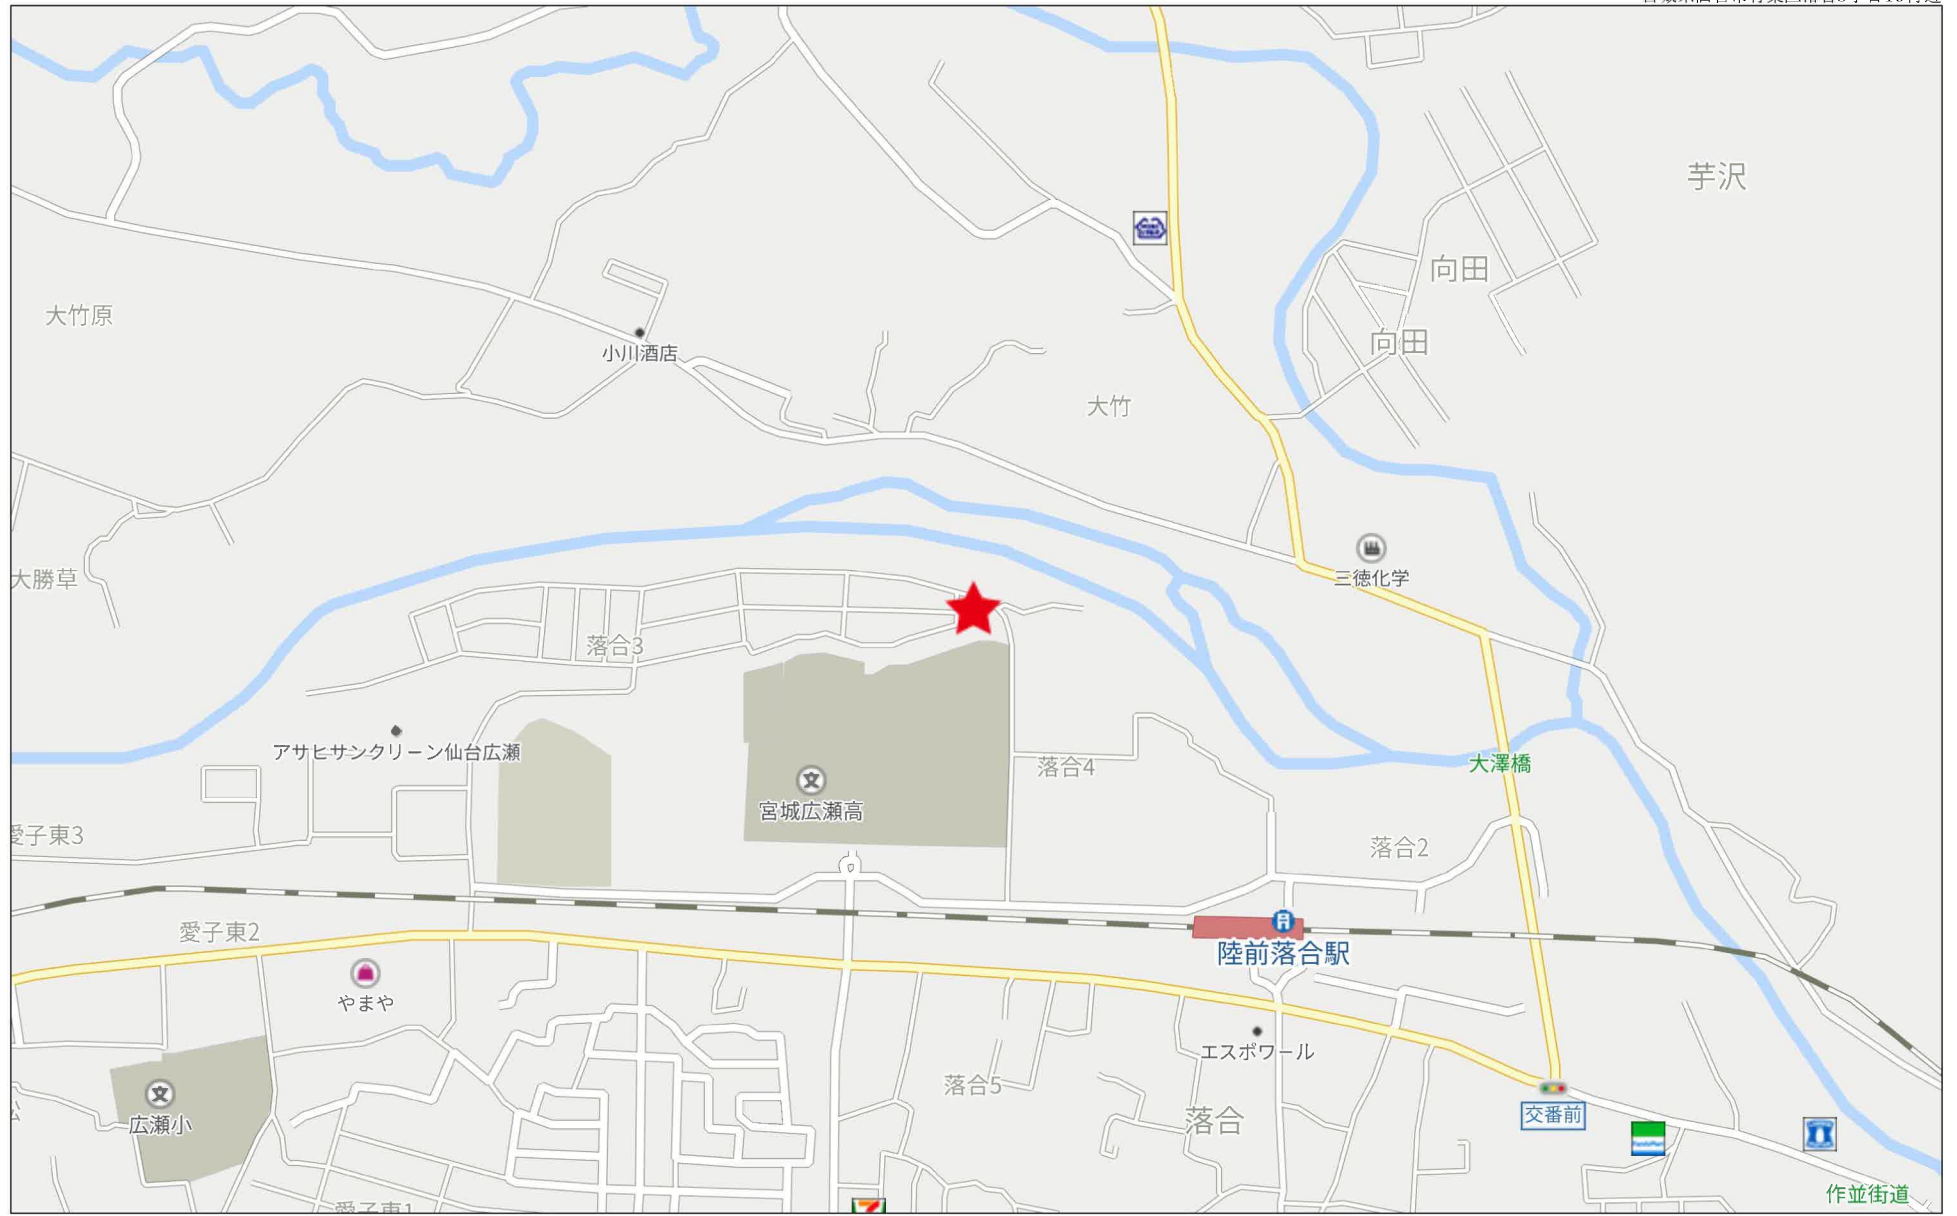 芋沢
向田
大竹原
向田
小川酒店
大竹
三徳化学
大勝草
落合3
アサヒサンクリーン仙台広瀬
大澤橋
落合4
宮城広瀬高
愛子東3
落合2
愛子東2
陸前落合駅
やまや
エスポワール
落合5
交番前
落合
広瀬小
FamilyMart
作並街道
愛子東1